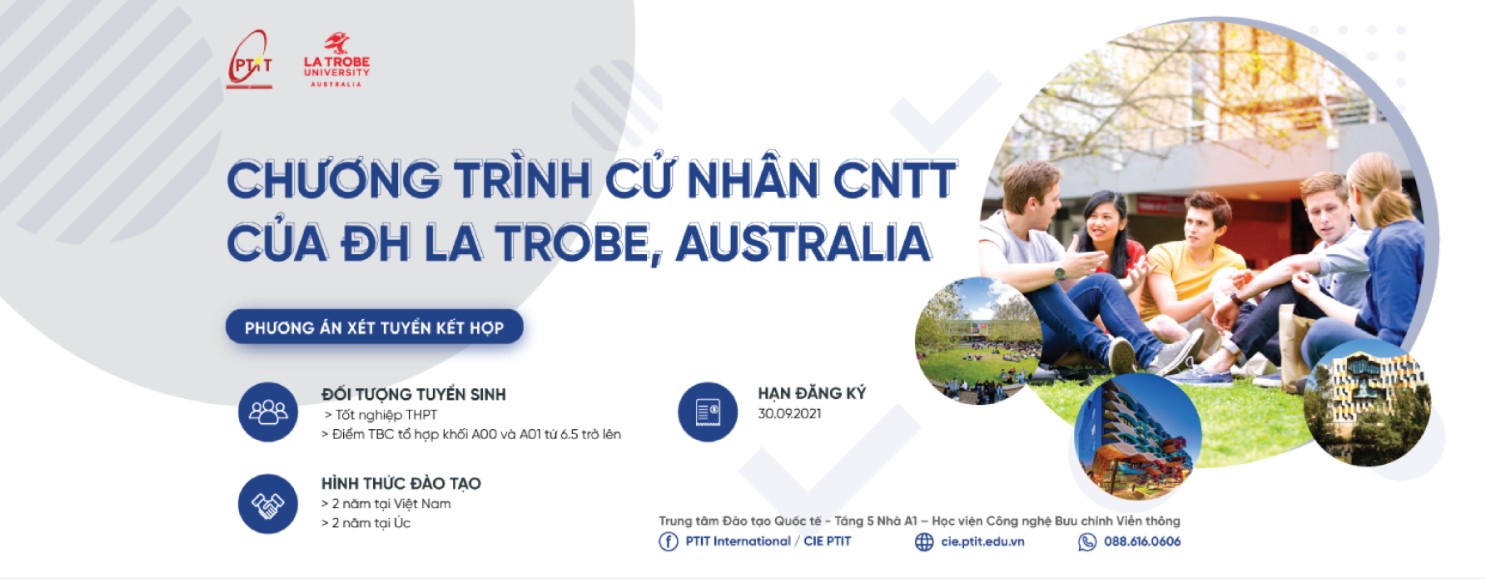 PTiT
LA TROBE
UNIVERSITY
AUSTRALIA
CHƯƠNG TRÌNH CỬ NHÂN CNTT
CỦA ĐH LA TROBE, AUSTRALIA
PHƯƠNG ÁN XÉT TUYỂN KẾT HỢP
ĐỐI TƯỢNG TUYỂN SINH
> Tốt nghiệp THPT
> Điểm TBC tổ hợp khối A00 và A01 từ 6.5 trở lên
HẠN ĐĂNG KÝ
30.09.2021
HÌNH THỨC ĐÀO TẠO
> 2 năm tại Việt Nam
> 2 năm tại Úc
Trung tâm Đào tạo Quốc tế - Tầng 5 Nhà A1 – Học viện Công nghệ Bưu chính Viễn thông
PTIT International / CIE PTIT cie.ptit.edu.vn 088.616.0606